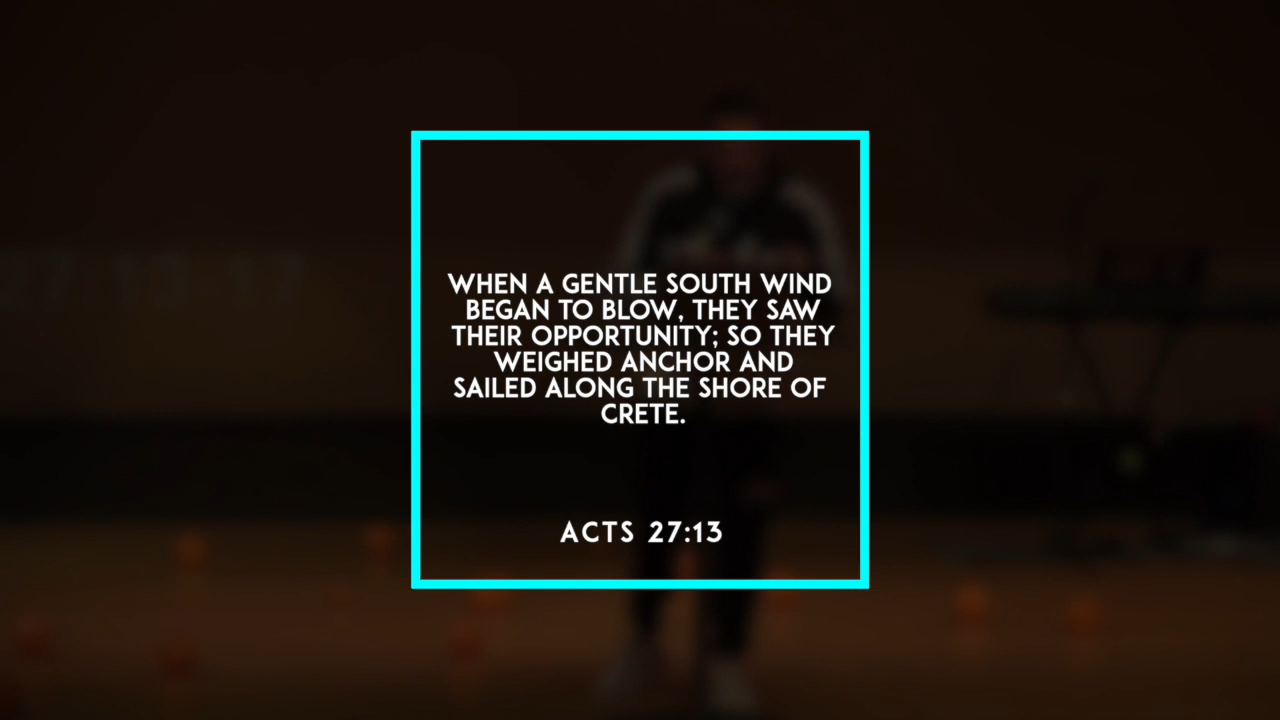 WHEN A GENTLE SOUTH WIND
BEGAN TO BLOW, THEY SAW
THEIR OPPORTUNITY; SO THEY
WEIGHED ANCHOR AND
SAILED ALONG THE SHORE OF
CRETE.
ACTS 27:13